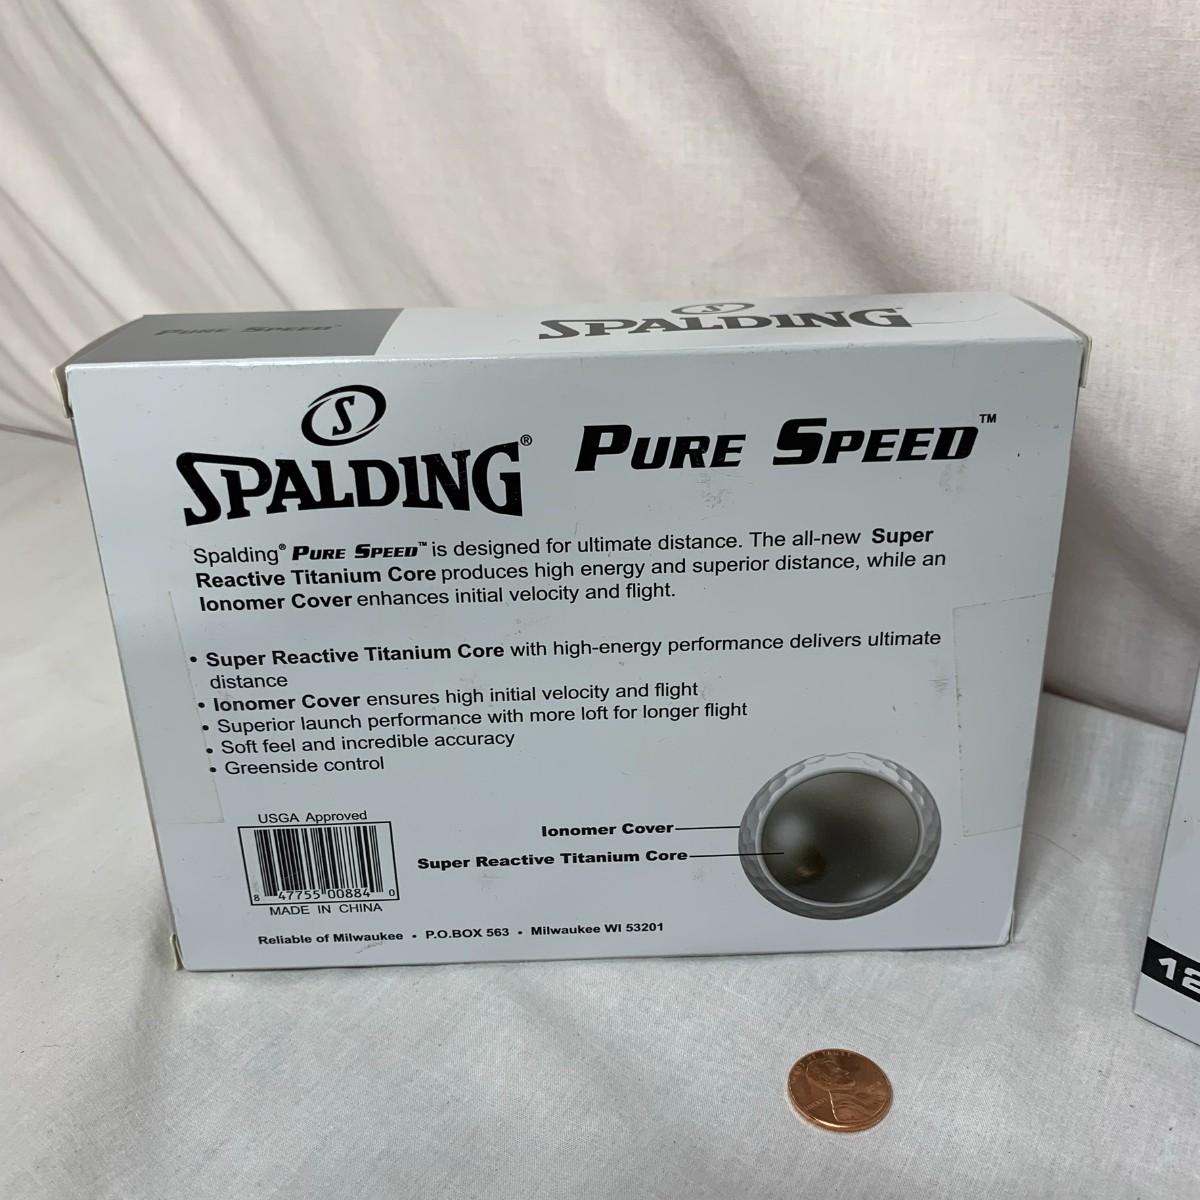 PURE SPEED™
SPALDING
S
SPALDING®
PURE SPEED™
Spalding® PURE SPEED™ is designed for ultimate distance. The all-new Super
Reactive Titanium Core produces high energy and superior distance, while an
Ionomer Cover enhances initial velocity and flight.
• Super Reactive Titanium Core with high-energy performance delivers ultimate
distance
• Ionomer Cover ensures high initial velocity and flight
• Superior launch performance with more loft for longer flight
• Soft feel and incredible accuracy
• Greenside control
USGA Approved
8 47755 00884 0
MADE IN CHINA
Ionomer Cover
Super Reactive Titanium Core
Reliable of Milwaukee • P.O.BOX 563 • Milwaukee WI 53201
12